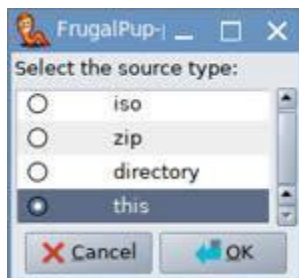 FrugalPup-
Select the source type:
iso
zip
directory
this
Cancel
OK